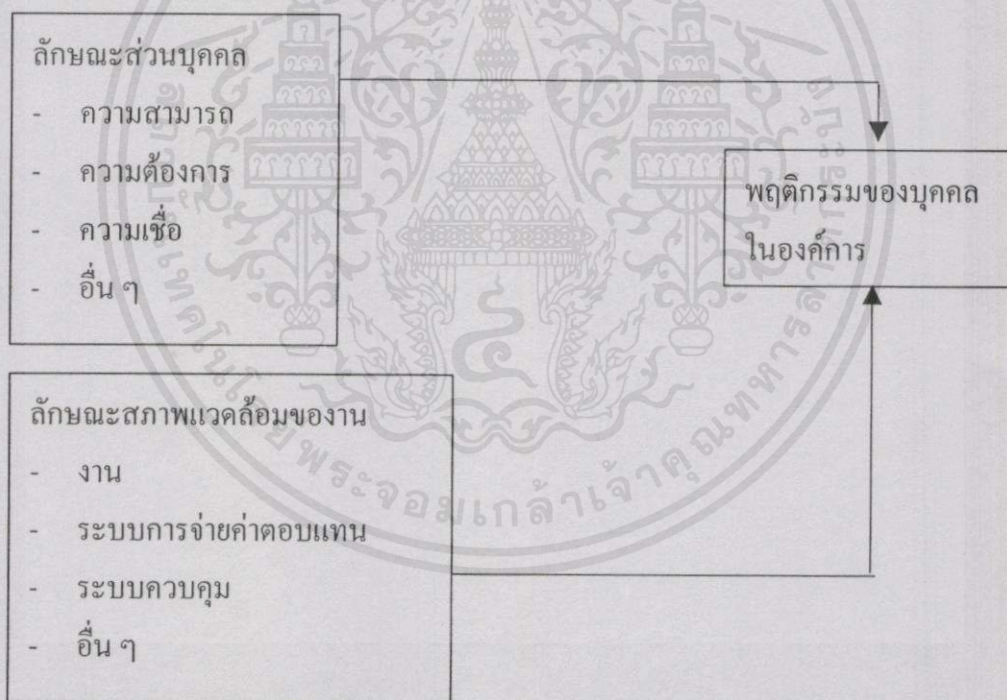 ลักษณะส่วนบุคคล
- ความสามารถ
- ความต้องการ
- ความเชื่อ
- อื่น ๆ
พฤติกรรมของบุคคล
ในองค์การ
ลักษณะสภาพแวดล้อมของงาน
- งาน
- ระบบการจ่ายค่าตอบแทน
- ระบบควบคุม
- อื่น ๆ